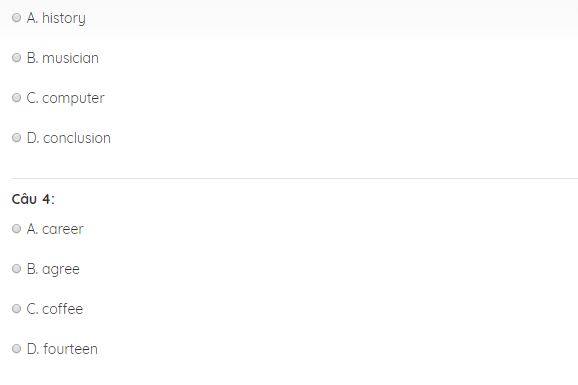 A. history
B. musician
C. computer
D. conclusion
Câu 4:
A. career
B. agree
C. coffee
D. fourteen